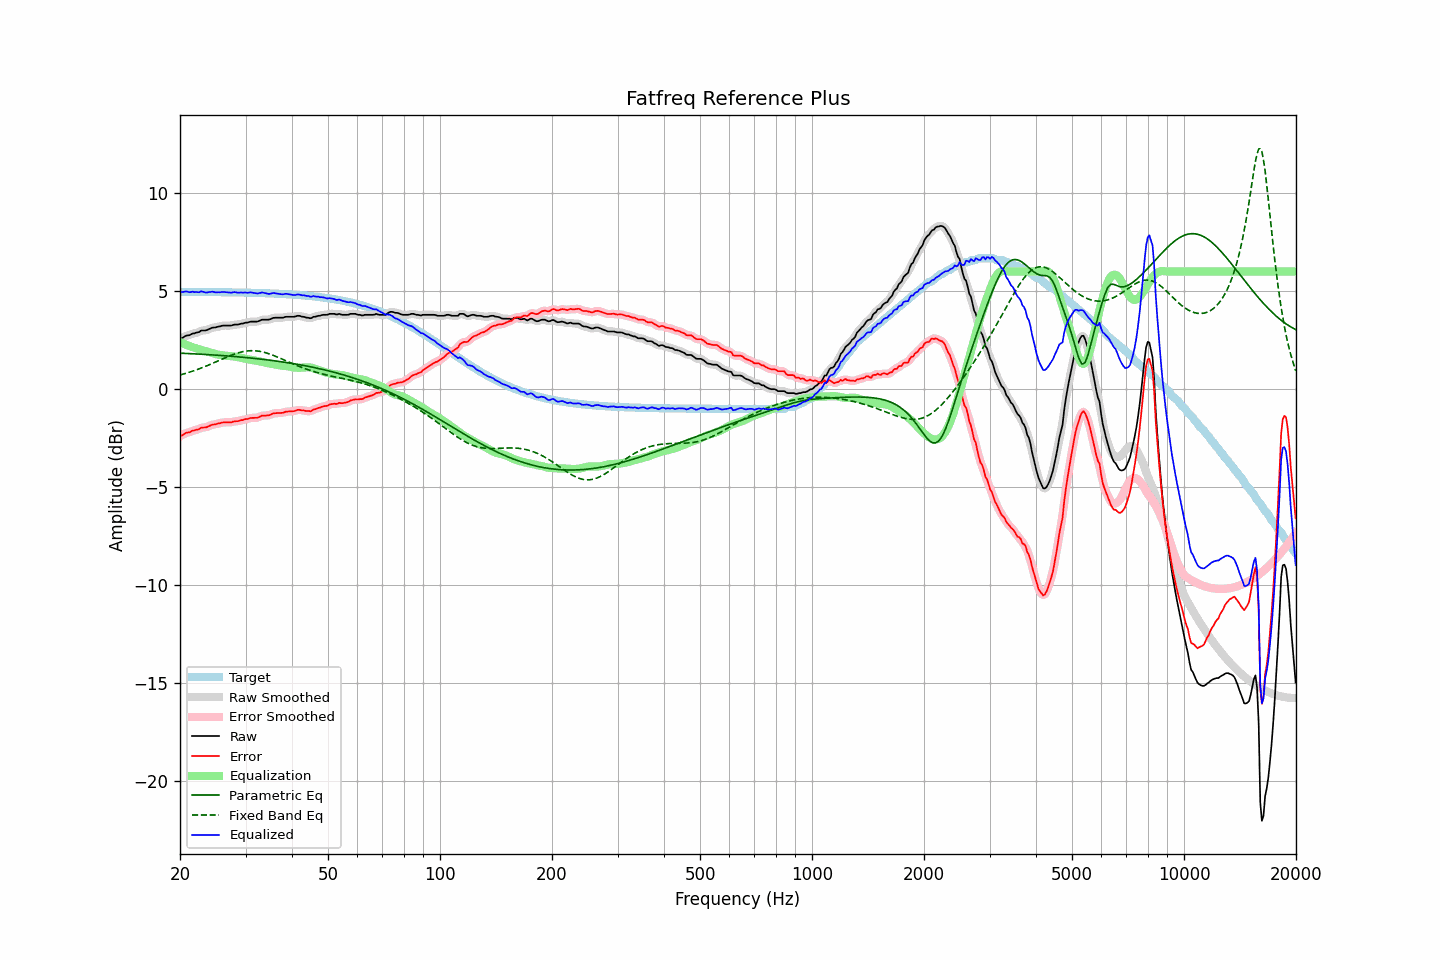 Fatfreq Reference Plus
Amplitude (dBr)
10
5
0
−5
−10
−15
−20
Target
Raw Smoothed
Error Smoothed
Raw
Error
Equalization
Parametric Eq
Fixed Band Eq
Equalized
20 50 100 200 500 1000 2000 5000 10000 20000
Frequency (Hz)